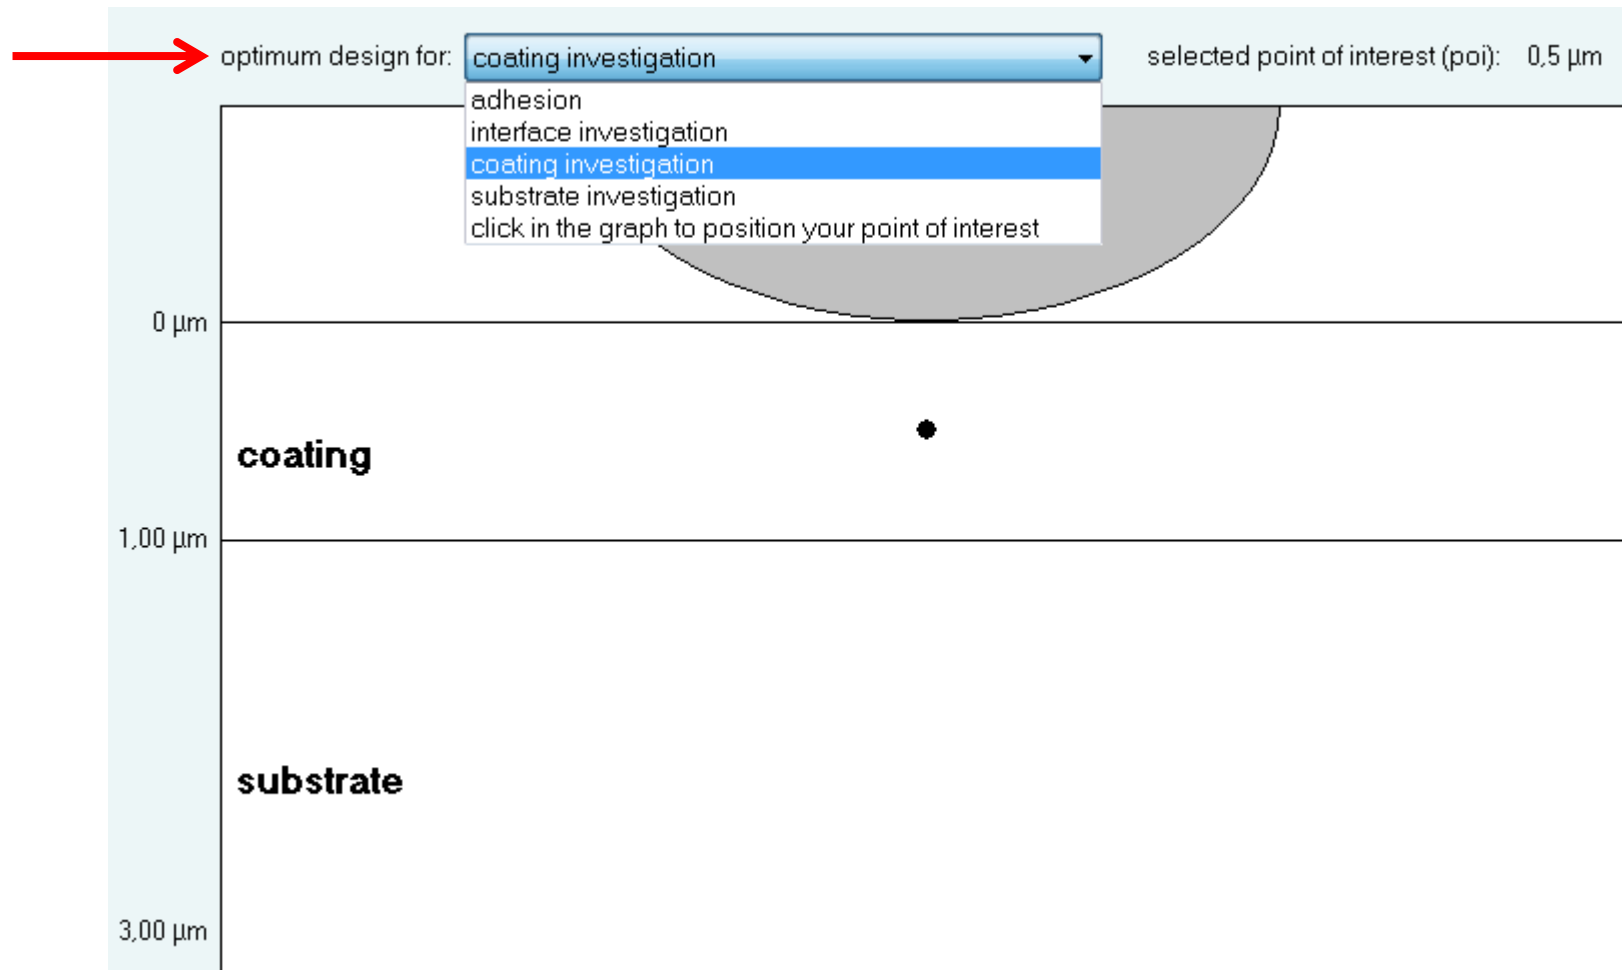 optimum design for: coating investigation selected point of interest (poi): 0,5 µm
adhesion
interface investigation
coating investigation
substrate investigation
click in the graph to position your point of interest
0 µm
coating
1,00 µm
substrate
3,00 µm